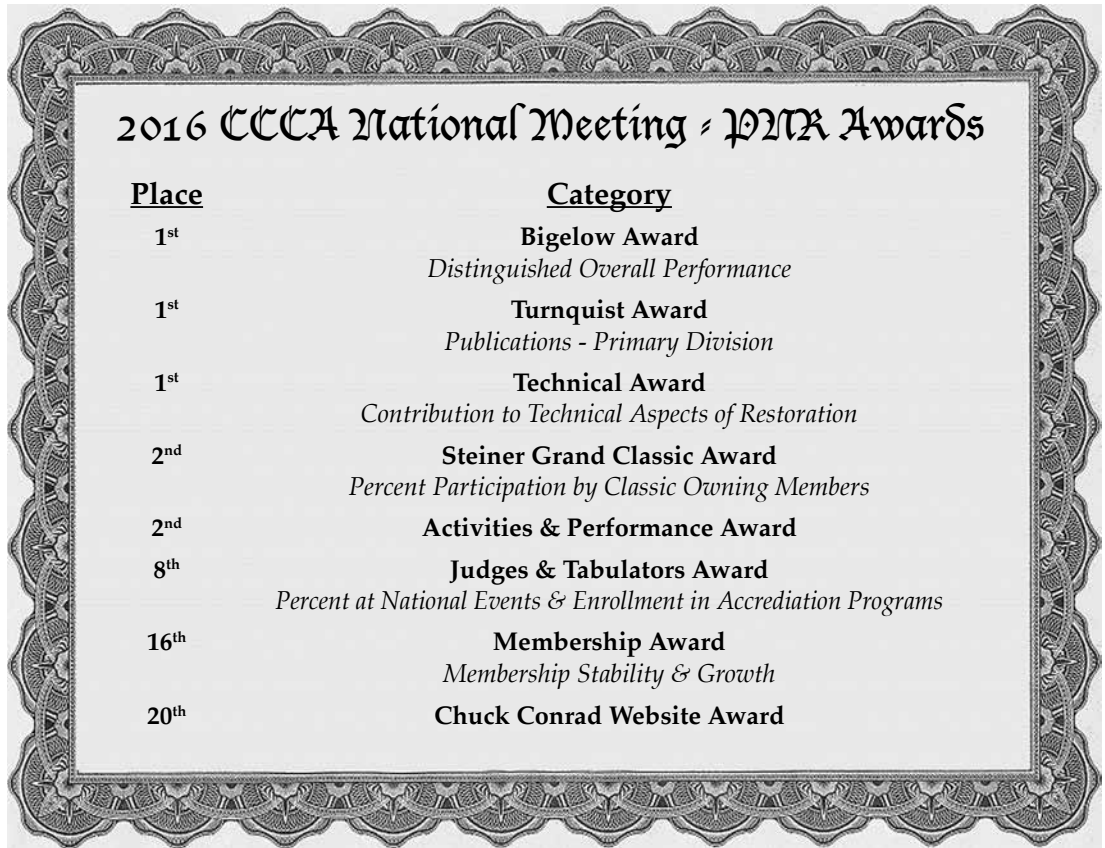 2016 CCCA National Meeting - PNR Awards
Place Category
1st Bigelow Award
Distinguished Overall Performance
1st Turnquist Award
Publications - Primary Division
1st Technical Award
Contribution to Technical Aspects of Restoration
2nd Steiner Grand Classic Award
Percent Participation by Classic Owning Members
2nd Activities & Performance Award
8th Judges & Tabulators Award
Percent at National Events & Enrollment in Accrediation Programs
16th Membership Award
Membership Stability & Growth
20th Chuck Conrad Website Award